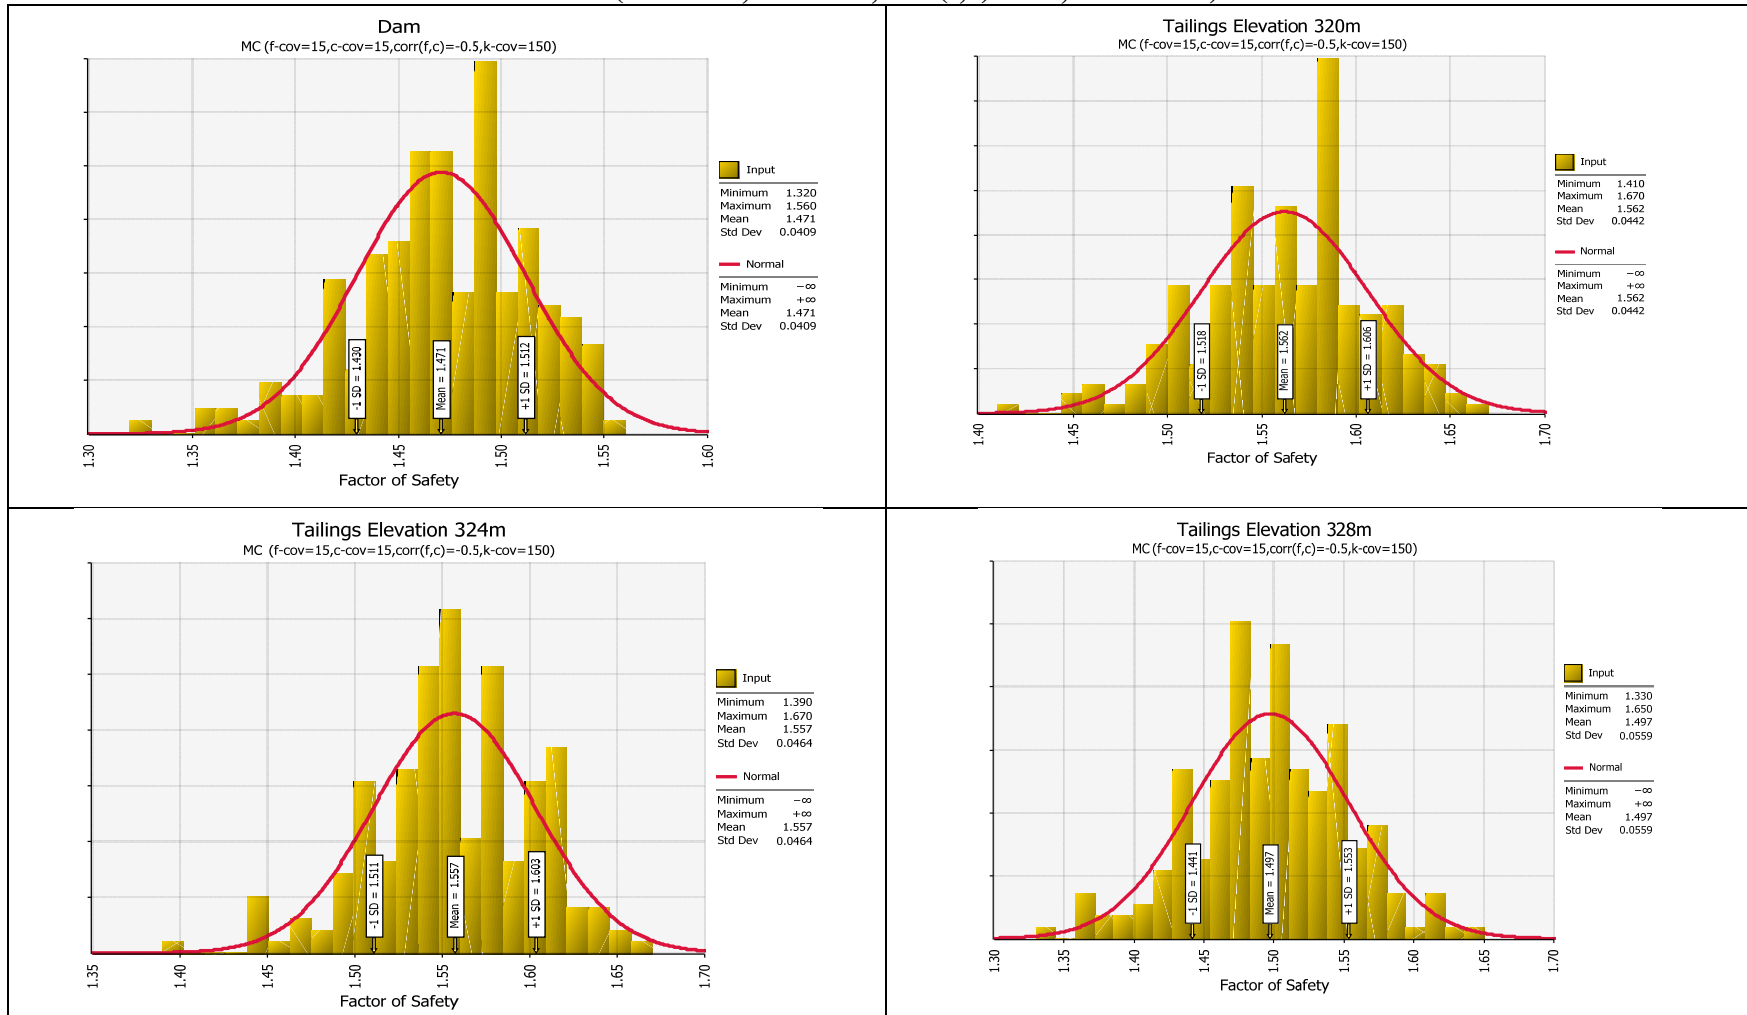 Dam
MC (f-cov=15,c-cov=15,corr(f,c)=-0.5,k-cov=150)
-1 SD = 1.430
Mean = 1.471
+1 SD = 1.512
1.30 1.35 1.40 1.45 1.50 1.55 1.60
Factor of Safety
Input
Minimum 1.320
Maximum 1.560
Mean 1.471
Std Dev 0.0409
Normal
Minimum −∞
Maximum +∞
Mean 1.471
Std Dev 0.0409
Tailings Elevation 320m
MC (f-cov=15,c-cov=15,corr(f,c)=-0.5,k-cov=150)
-1 SD = 1.518
Mean = 1.562
+1 SD = 1.606
1.40 1.45 1.50 1.55 1.60 1.65 1.70
Factor of Safety
Input
Minimum 1.410
Maximum 1.670
Mean 1.562
Std Dev 0.0442
Normal
Minimum −∞
Maximum +∞
Mean 1.562
Std Dev 0.0442
Tailings Elevation 324m
MC (f-cov=15,c-cov=15,corr(f,c)=-0.5,k-cov=150)
-1 SD = 1.511
Mean = 1.557
+1 SD = 1.603
1.35 1.40 1.45 1.50 1.55 1.60 1.65 1.70
Factor of Safety
Input
Minimum 1.390
Maximum 1.670
Mean 1.557
Std Dev 0.0464
Normal
Minimum −∞
Maximum +∞
Mean 1.557
Std Dev 0.0464
Tailings Elevation 328m
MC (f-cov=15,c-cov=15,corr(f,c)=-0.5,k-cov=150)
-1 SD = 1.441
Mean = 1.497
+1 SD = 1.553
1.30 1.35 1.40 1.45 1.50 1.55 1.60 1.65 1.70
Factor of Safety
Input
Minimum 1.330
Maximum 1.650
Mean 1.497
Std Dev 0.0559
Normal
Minimum −∞
Maximum +∞
Mean 1.497
Std Dev 0.0559